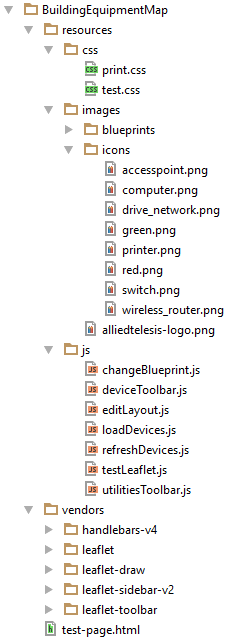 BuildingEquipmentMap
resources
css
print.css
test.css
images
blueprints
icons
accesspoint.png
computer.png
drive_network.png
green.png
printer.png
red.png
switch.png
wireless_router.png
alliedtelesis-logo.png
js
changeBlueprint.js
deviceToolbar.js
editLayout.js
loadDevices.js
refreshDevices.js
testLeaflet.js
utilitiesToolbar.js
vendors
handlebars-v4
leaflet
leaflet-draw
leaflet-sidebar-v2
leaflet-toolbar
test-page.html